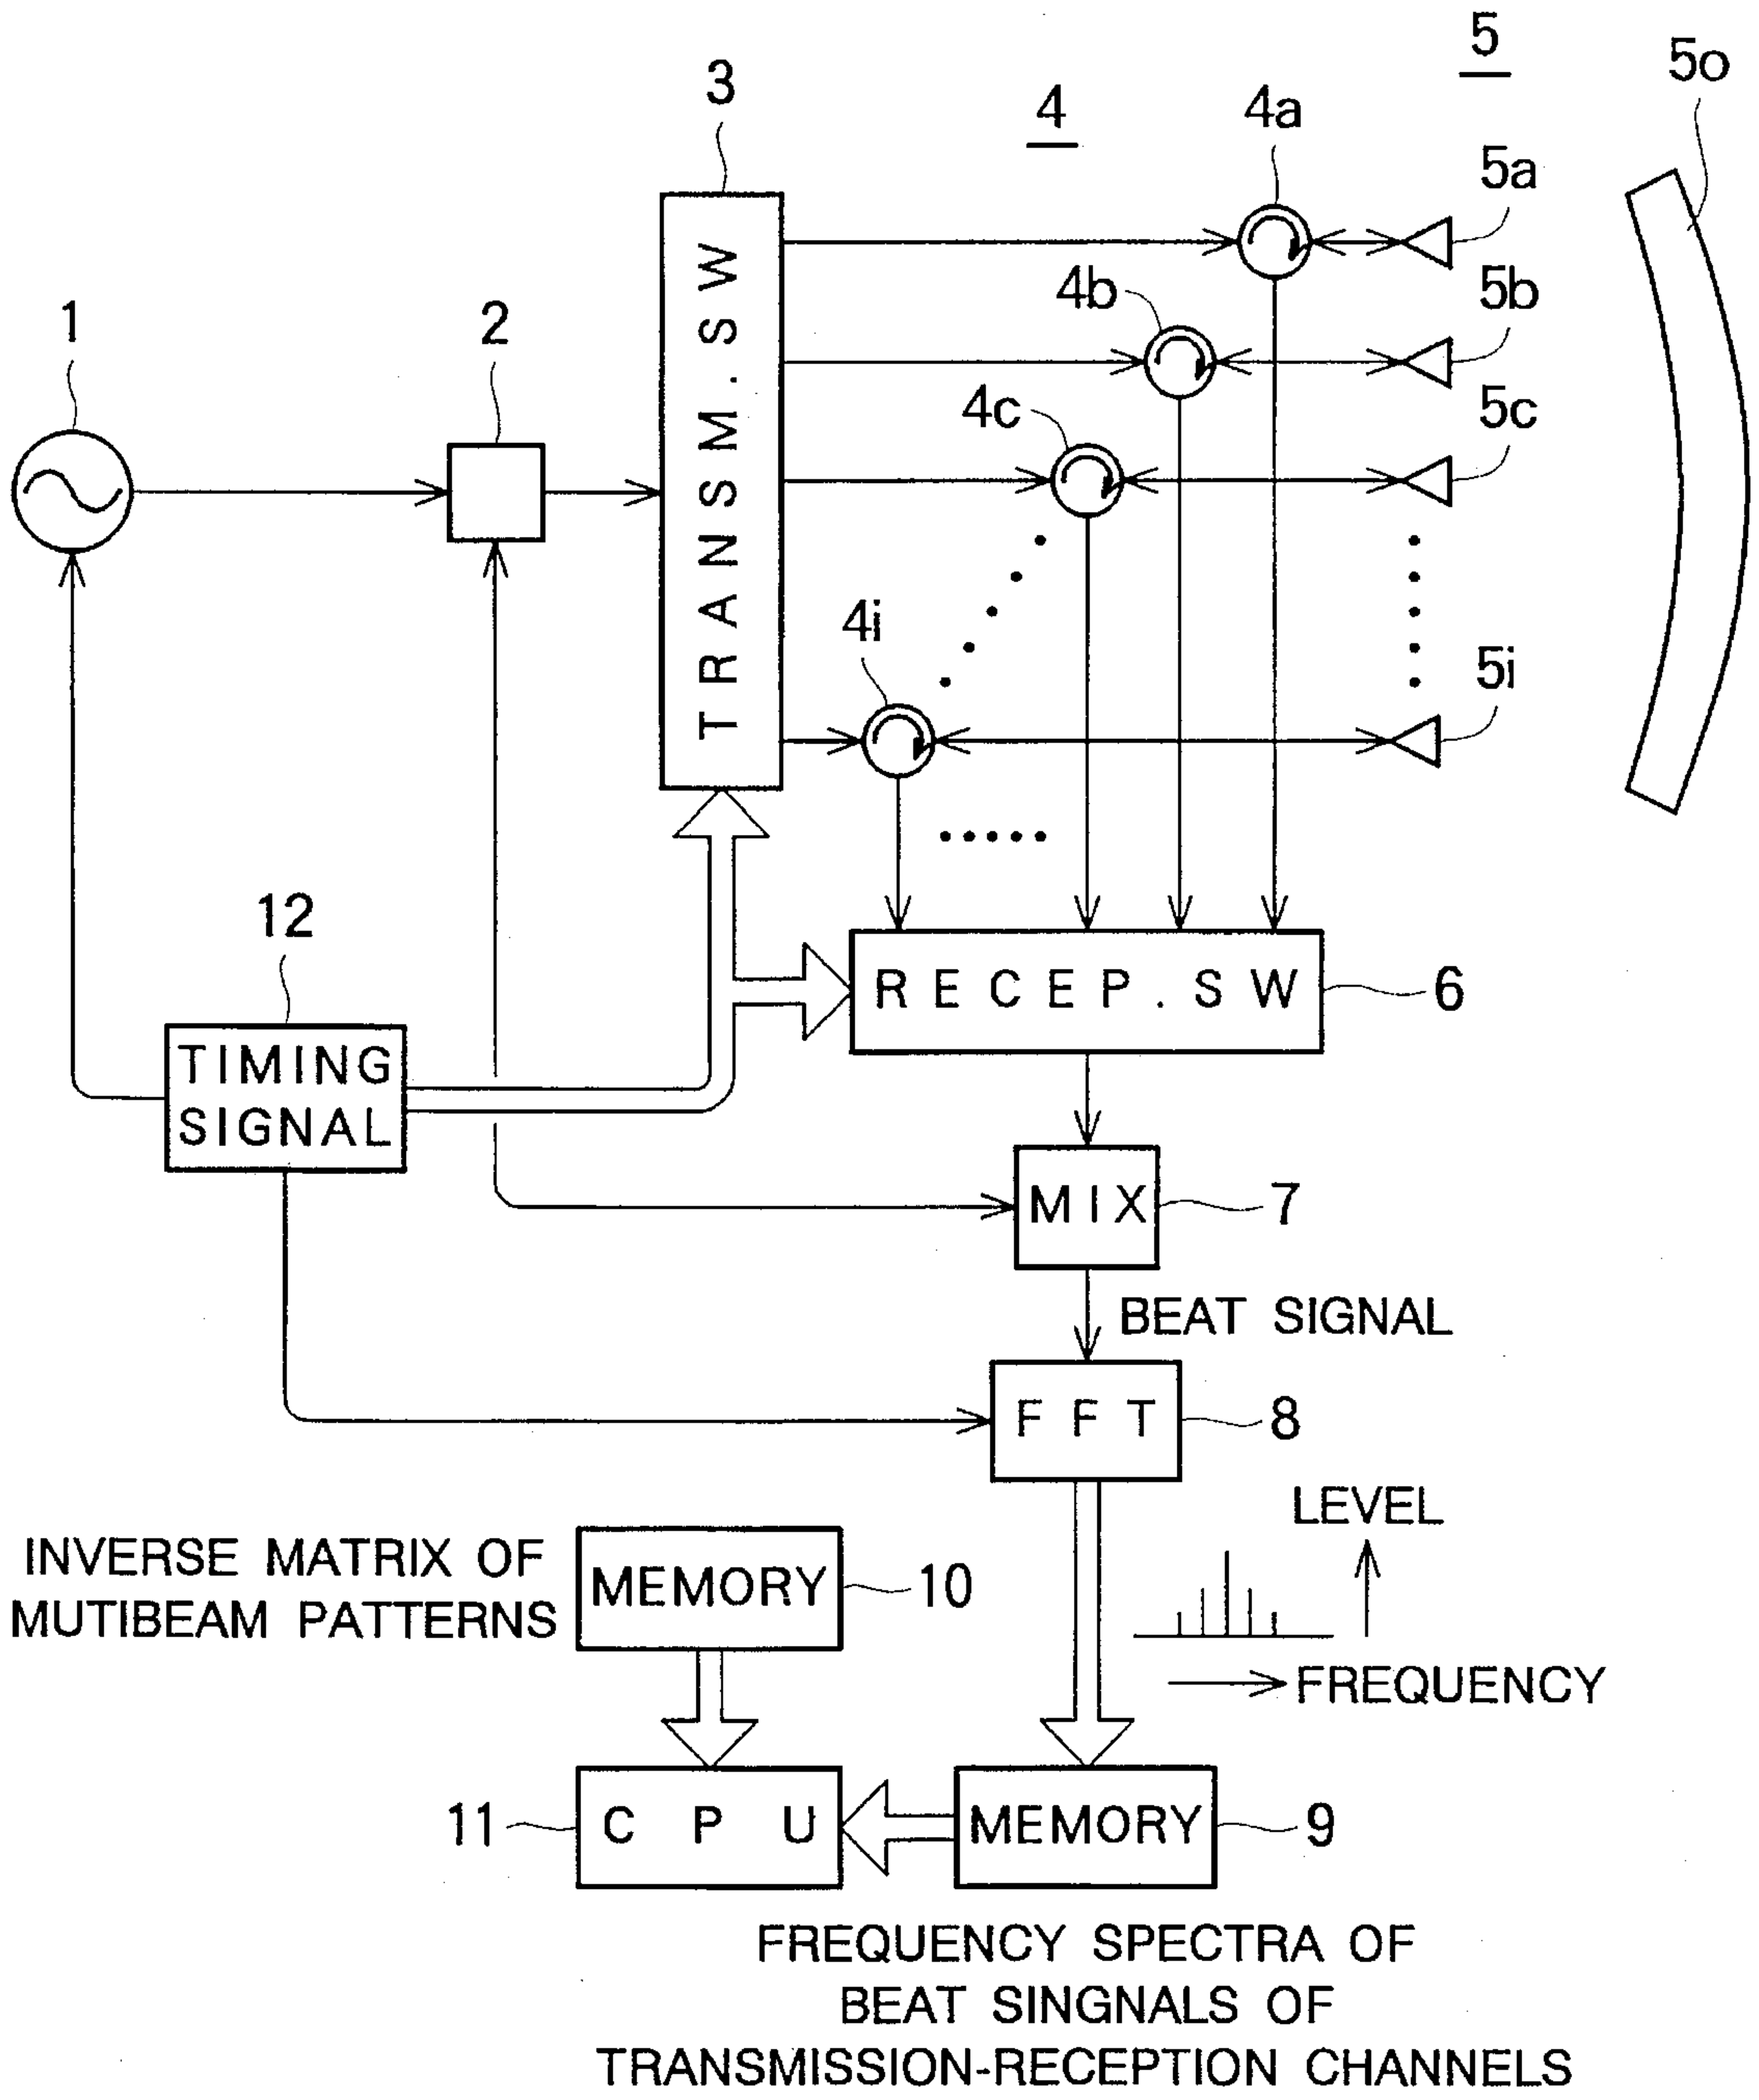 5
5o
3
4
4a
5a
1
2
4b
5b
4c
5c
TRANSM.SW
4i
5i
12
TIMING
SIGNAL
RECEP.SW
6
MIX
7
BEAT SIGNAL
FFT
8
LEVEL
FREQUENCY
INVERSE MATRIX OF
MUTIBEAM PATTERNS
MEMORY
10
11
CPU
MEMORY
9
FREQUENCY SPECTRA OF
BEAT SINGNALS OF
TRANSMISSION-RECEPTION CHANNELS